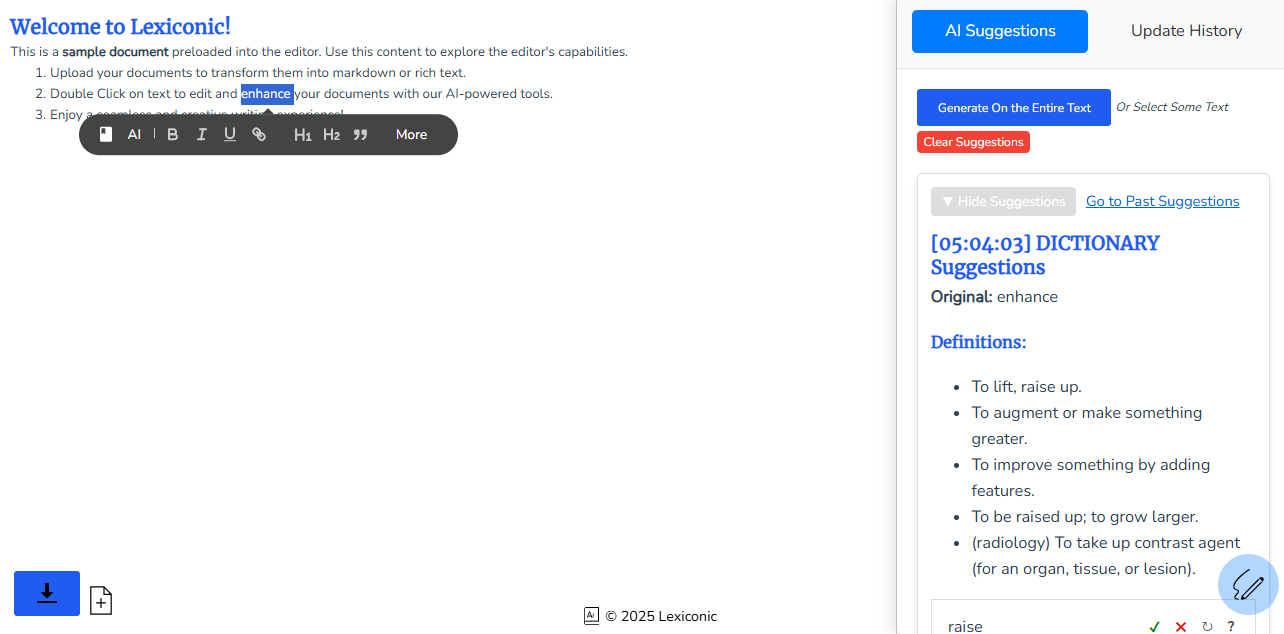 Welcome to Lexiconic!
This is a sample document preloaded into the editor. Use this content to explore the editor's capabilities.
1. Upload your documents to transform them into markdown or rich text.
2. Double Click on text to edit and enhance your documents with our AI-powered tools.
3. Enjoy a seamless and creative writing experience!
AI B I U H1 H2 More
© 2025 Lexiconic
AI Suggestions
Update History
Generate On the Entire Text
Or Select Some Text
Clear Suggestions
▼ Hide Suggestions
Go to Past Suggestions
[05:04:03] DICTIONARY
Suggestions
Original: enhance
Definitions:
• To lift, raise up.
• To augment or make something
greater.
• To improve something by adding
features.
• To be raised up; to grow larger.
• (radiology) To take up contrast agent
(for an organ, tissue, or lesion).
raise ✓ ✕ ↻ ?